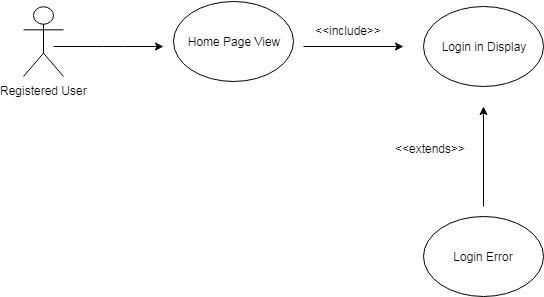 <<include>>
Home Page View
Login in Display
Registered User
<<extends>>
Login Error